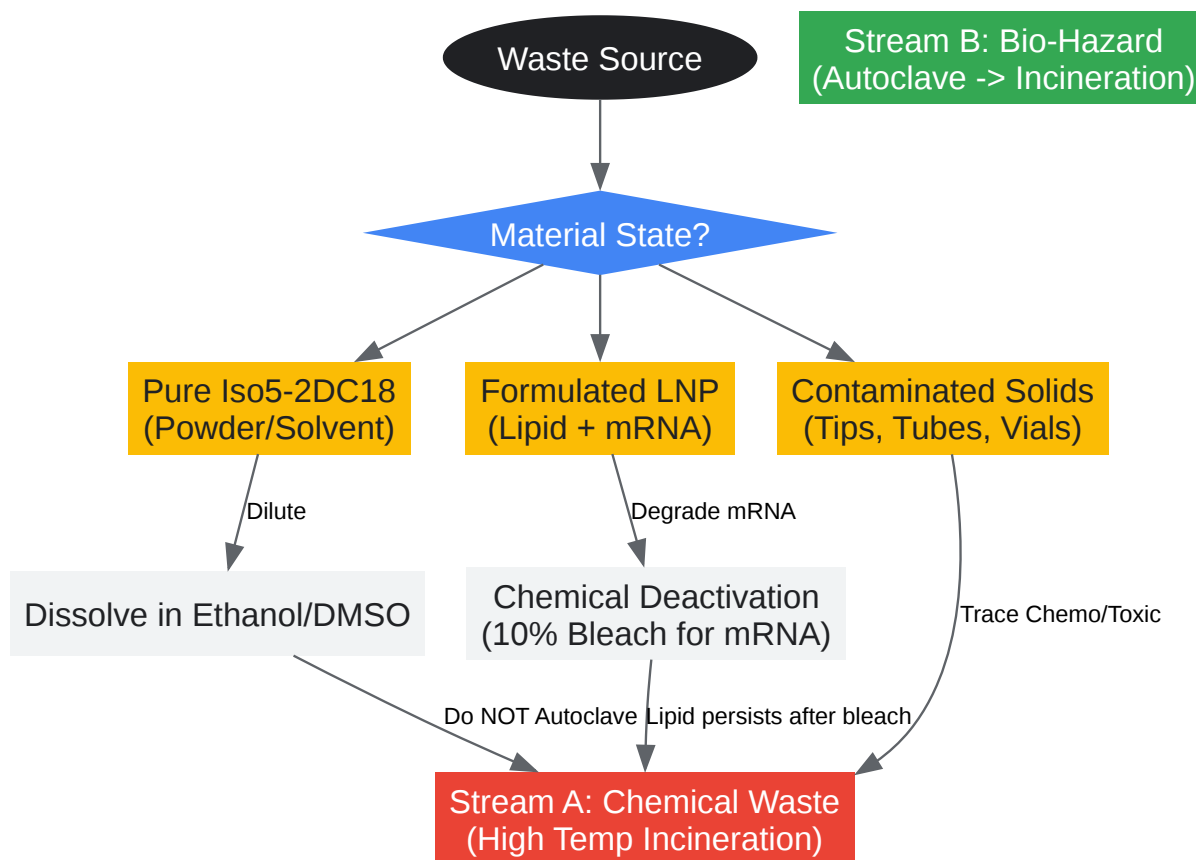 Waste Source
Stream B: Bio-Hazard
(Autoclave -> Incineration)
Material State?
Pure Iso5-2DC18
(Powder/Solvent)
Formulated LNP
(Lipid + mRNA)
Contaminated Solids
(Tips, Tubes, Vials)
Dilute
Degrade mRNA
Dissolve in Ethanol/DMSO
Chemical Deactivation
(10% Bleach for mRNA)
Trace Chemo/Toxic
Do NOT Autoclave
Lipid persists after bleach
Stream A: Chemical Waste
(High Temp Incineration)